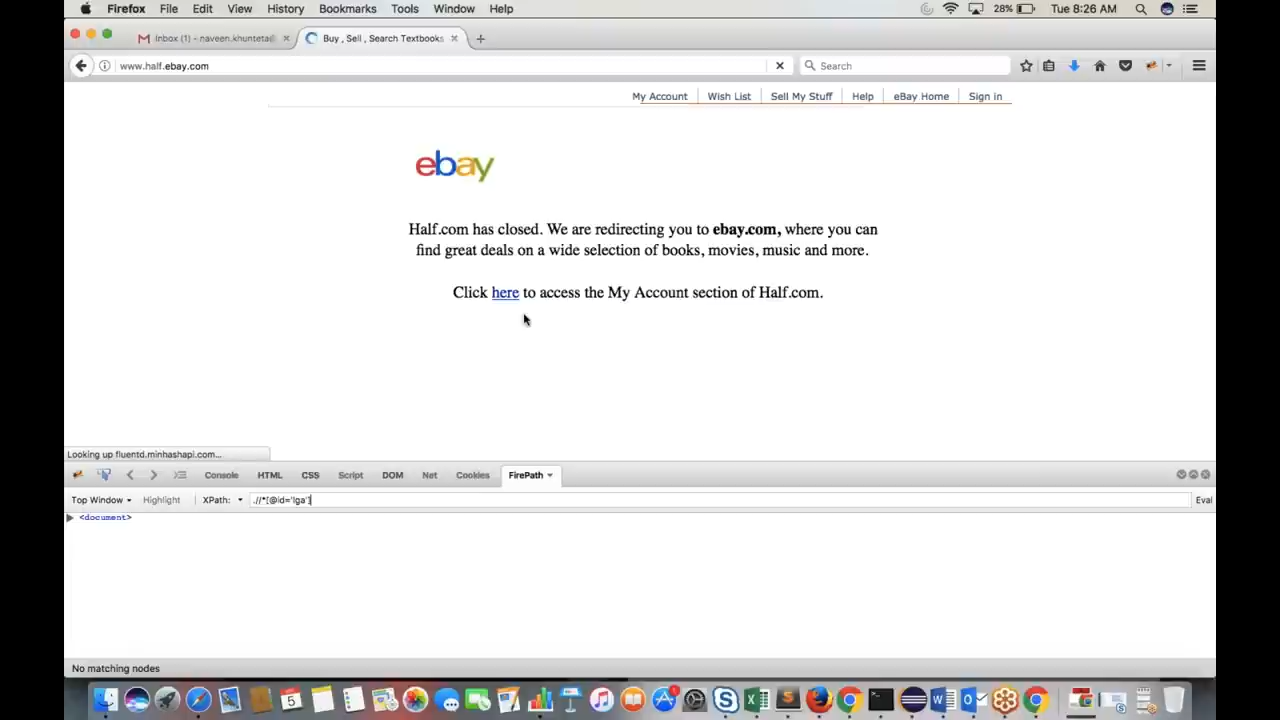 Firefox File Edit View History Bookmarks Tools Window Help 28% Tue 8:26 AM
Inbox (1) - naveen.khunteta@ Buy , Sell , Search Textbooks
www.half.ebay.com Search
My Account Wish List Sell My Stuff Help eBay Home Sign in
ebay
Half.com has closed. We are redirecting you to ebay.com, where you can
find great deals on a wide selection of books, movies, music and more.
Click here to access the My Account section of Half.com.
Looking up fluentd.minhashapi.com...
Console HTML CSS Script DOM Net Cookies FirePath
Top Window Highlight XPath: .//*[@id='lga'] Eval
<document>
No matching nodes
5